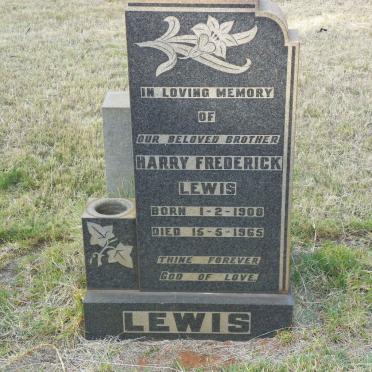 IN LOVING MEMORY
OF
OUR BELOVED BROTHER
HARRY FREDERICK
LEWIS
BORN 1-2-1908
DIED 15-5-1965
THINE FOREVER
GOD OF LOVE
LEWIS